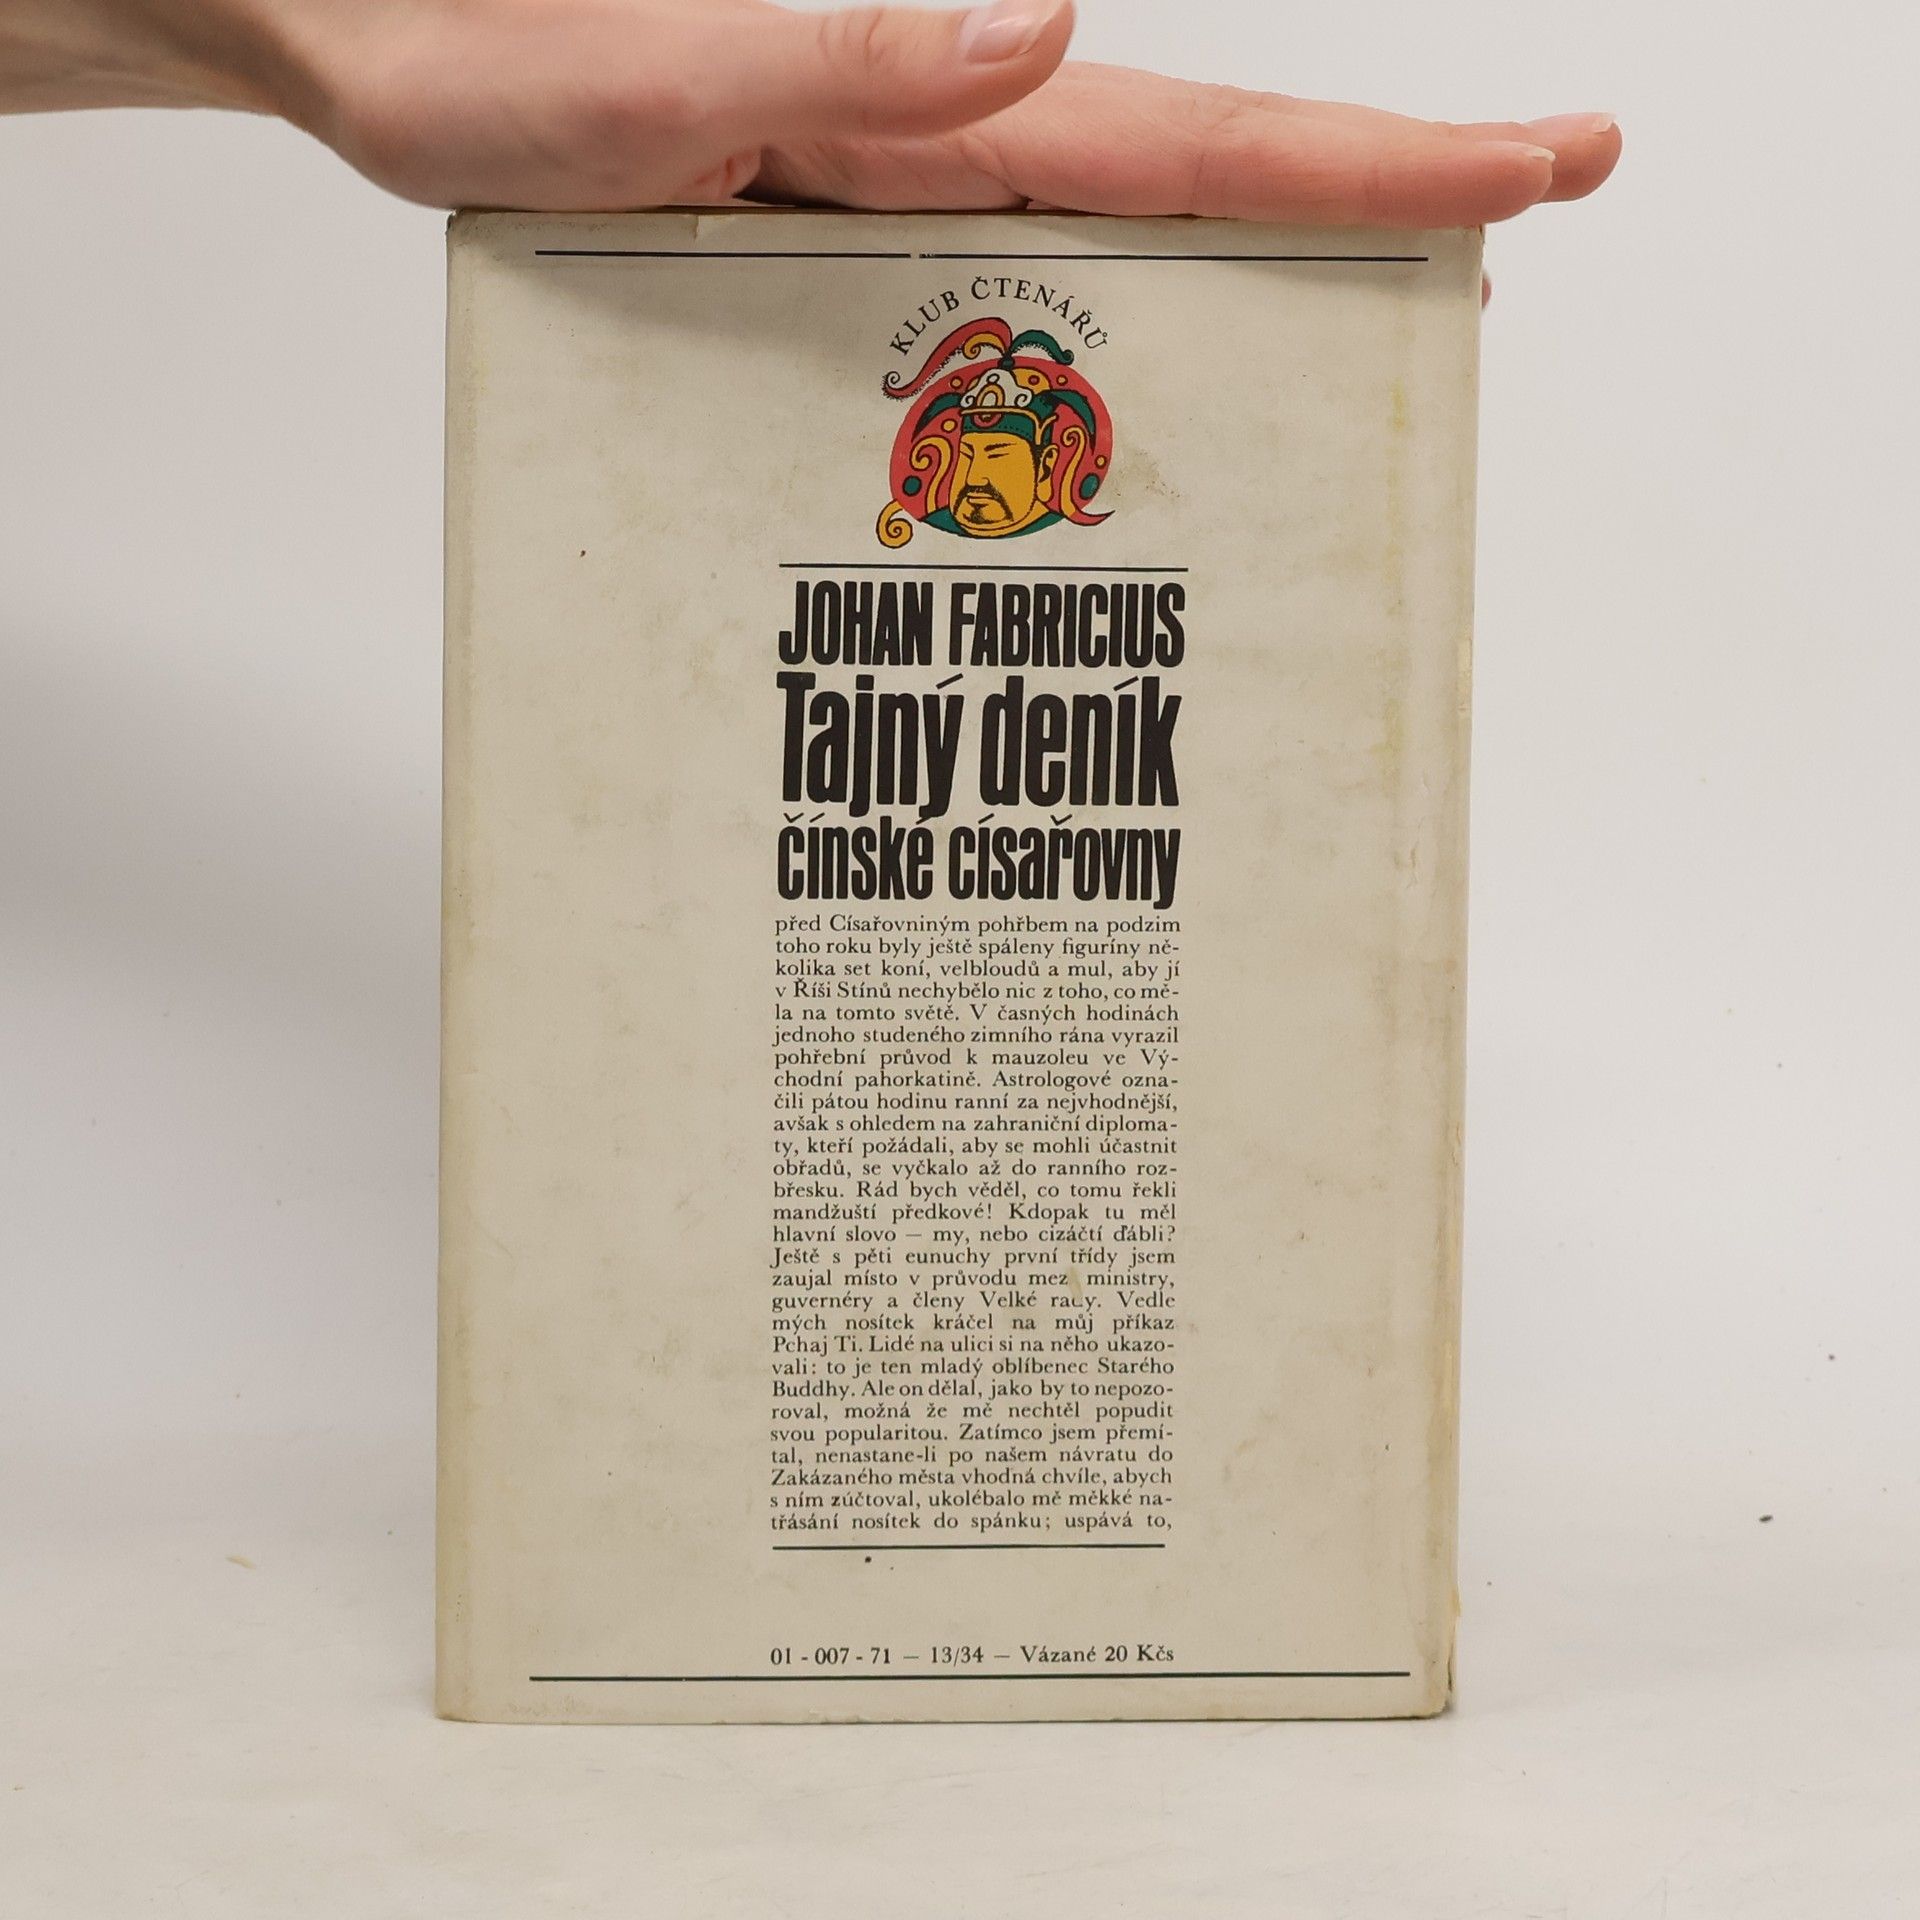 KLUB ČTENÁŘŮ
JOHAN FABRICIUS
Tajný deník
čínské císařovny
před Císařovniným pohřbem na podzim
toho roku byly ještě spáleny figuríny ně-
kolika set koní, velbloudů a mul, aby jí
v Říši Stínů nechybělo nic z toho, co mě-
la na tomto světě. V časných hodinách
jednoho studeného zimního rána vyrazil
pohřební průvod k mauzoleu ve Vý-
chodní pahorkatině. Astrologové ozna-
čili pátou hodinu ranní za nejvhodnější,
avšak s ohledem na zahraniční diploma-
ty, kteří požádali, aby se mohli účastnit
obřadů, se vyčkalo až do ranního roz-
břesku. Rád bych věděl, co tomu řekli
mandžuští předkové! Kdopak tu měl
hlavní slovo — my, nebo cizáčtí ďábli?
Ještě s pěti eunuchy první třídy jsem
zaujal místo v průvodu mez ministry,
guvernéry a členy Velké rady. Vedle
mých nosítek kráčel na můj příkaz
Pchaj Ti. Lidé na ulici si na něho ukazo-
vali: to je ten mladý oblíbenec Starého
Buddhy. Ale on dělal, jako by to nepozo-
roval, možná že mě nechtěl popudit
svou popularitou. Zatímco jsem přemí-
tal, nenastane-li po našem návratu do
Zakázaného města vhodná chvíle, abych
s ním zúčtoval, ukolébalo mě měkké na-
třásání nosítek do spánku; uspává to,
01 - 007 - 71 — 13/34 — Vázané 20 Kčs